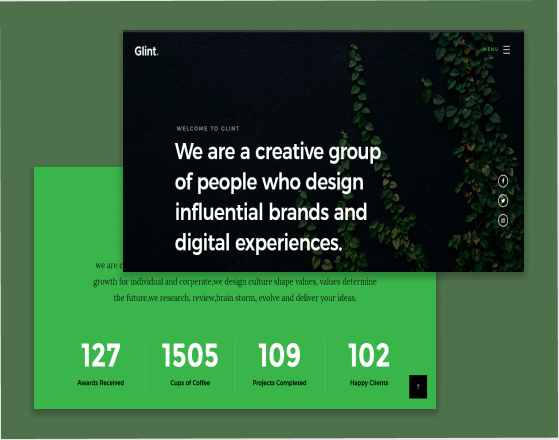 Glint.
MENU
WELCOME TO GLINT
We are a creative group
of people who design
influential brands and
digital experiences.
we are c
growth for individual and corperate,we design culture shape values, values determine
the future,we research, review,brain storm, evolve and deliver your ideas.
127 1505 109 102
Awards Received Cups of Coffee Projects Completed Happy Clients